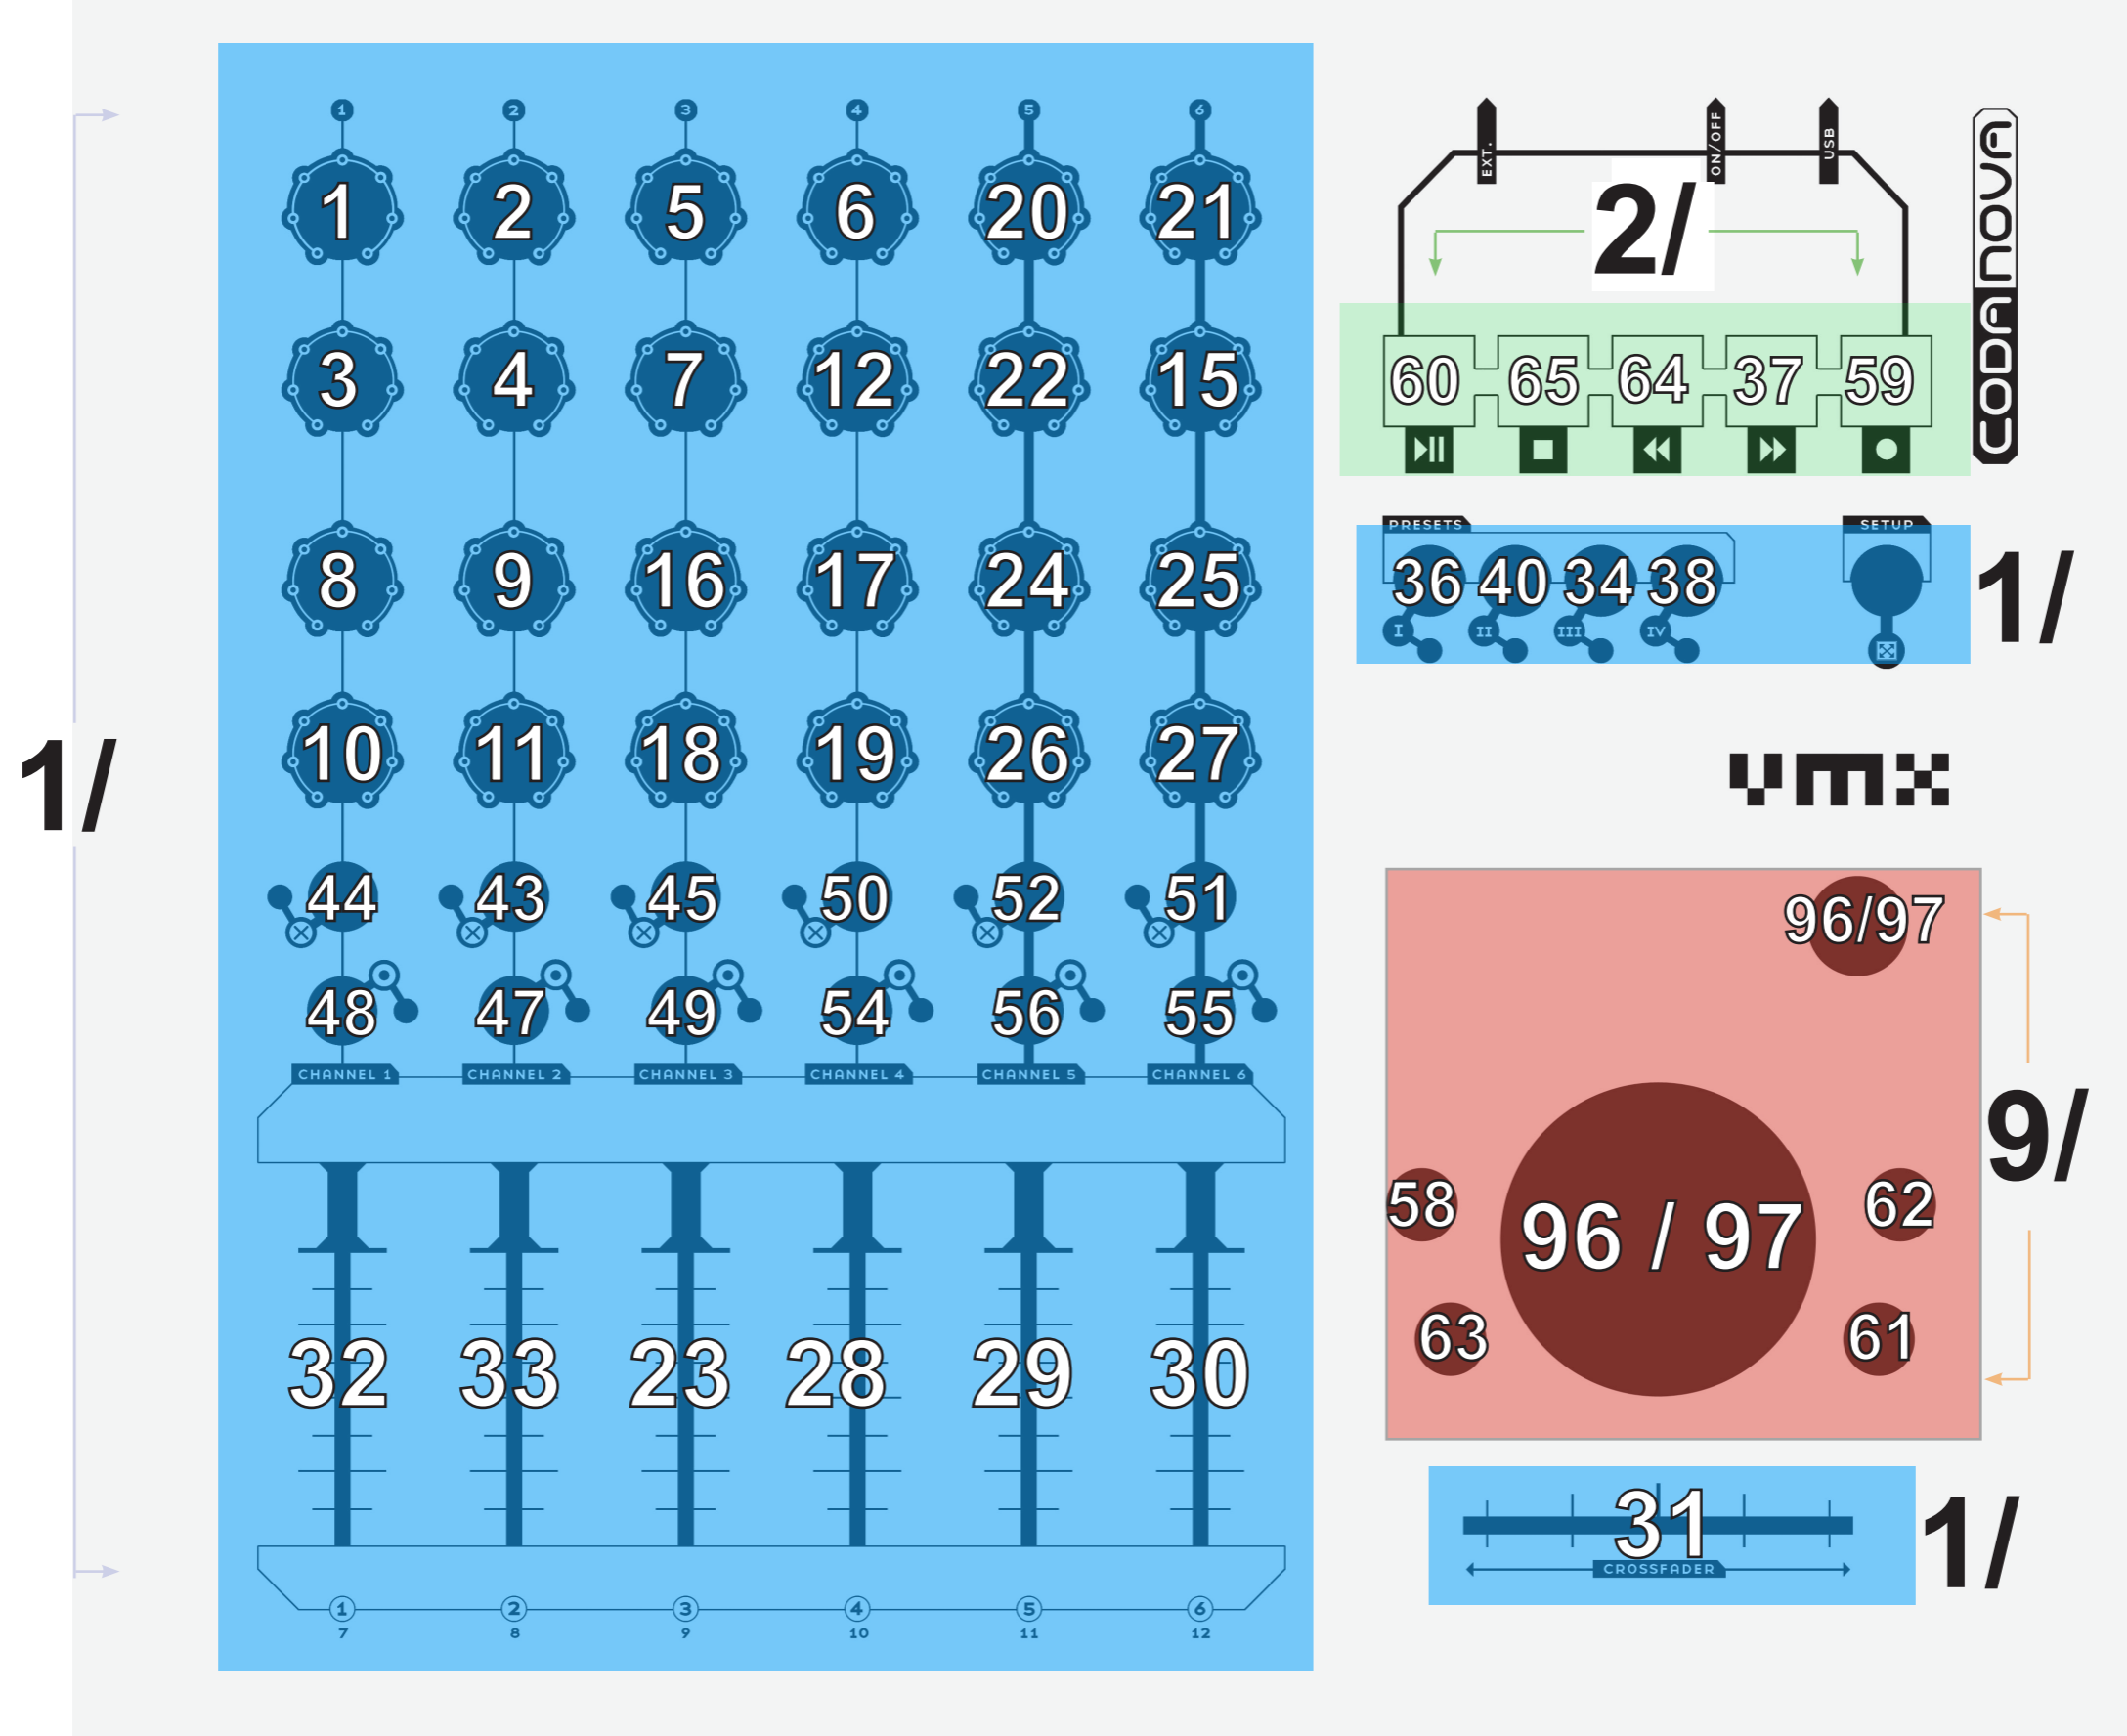 1 2 3 4 5 6
1 2 5 6 20 21
3 4 7 12 22 15
8 9 16 17 24 25
10 11 18 19 26 27
44 43 45 50 52 51
48 47 49 54 56 55
CHANNEL 1 CHANNEL 2 CHANNEL 3 CHANNEL 4 CHANNEL 5 CHANNEL 6
32 33 23 28 29 30
1 2 3 4 5 6
7 8 9 10 11 12
1/
EXT. ON/OFF USB
2/
60 65 64 37 59
CODANOVA
PRESETS SETUP
36 40 34 38
I II III IV
1/
vmx
96/97
9/
58 62
96 / 97
63 61
31
CROSSFADER
1/